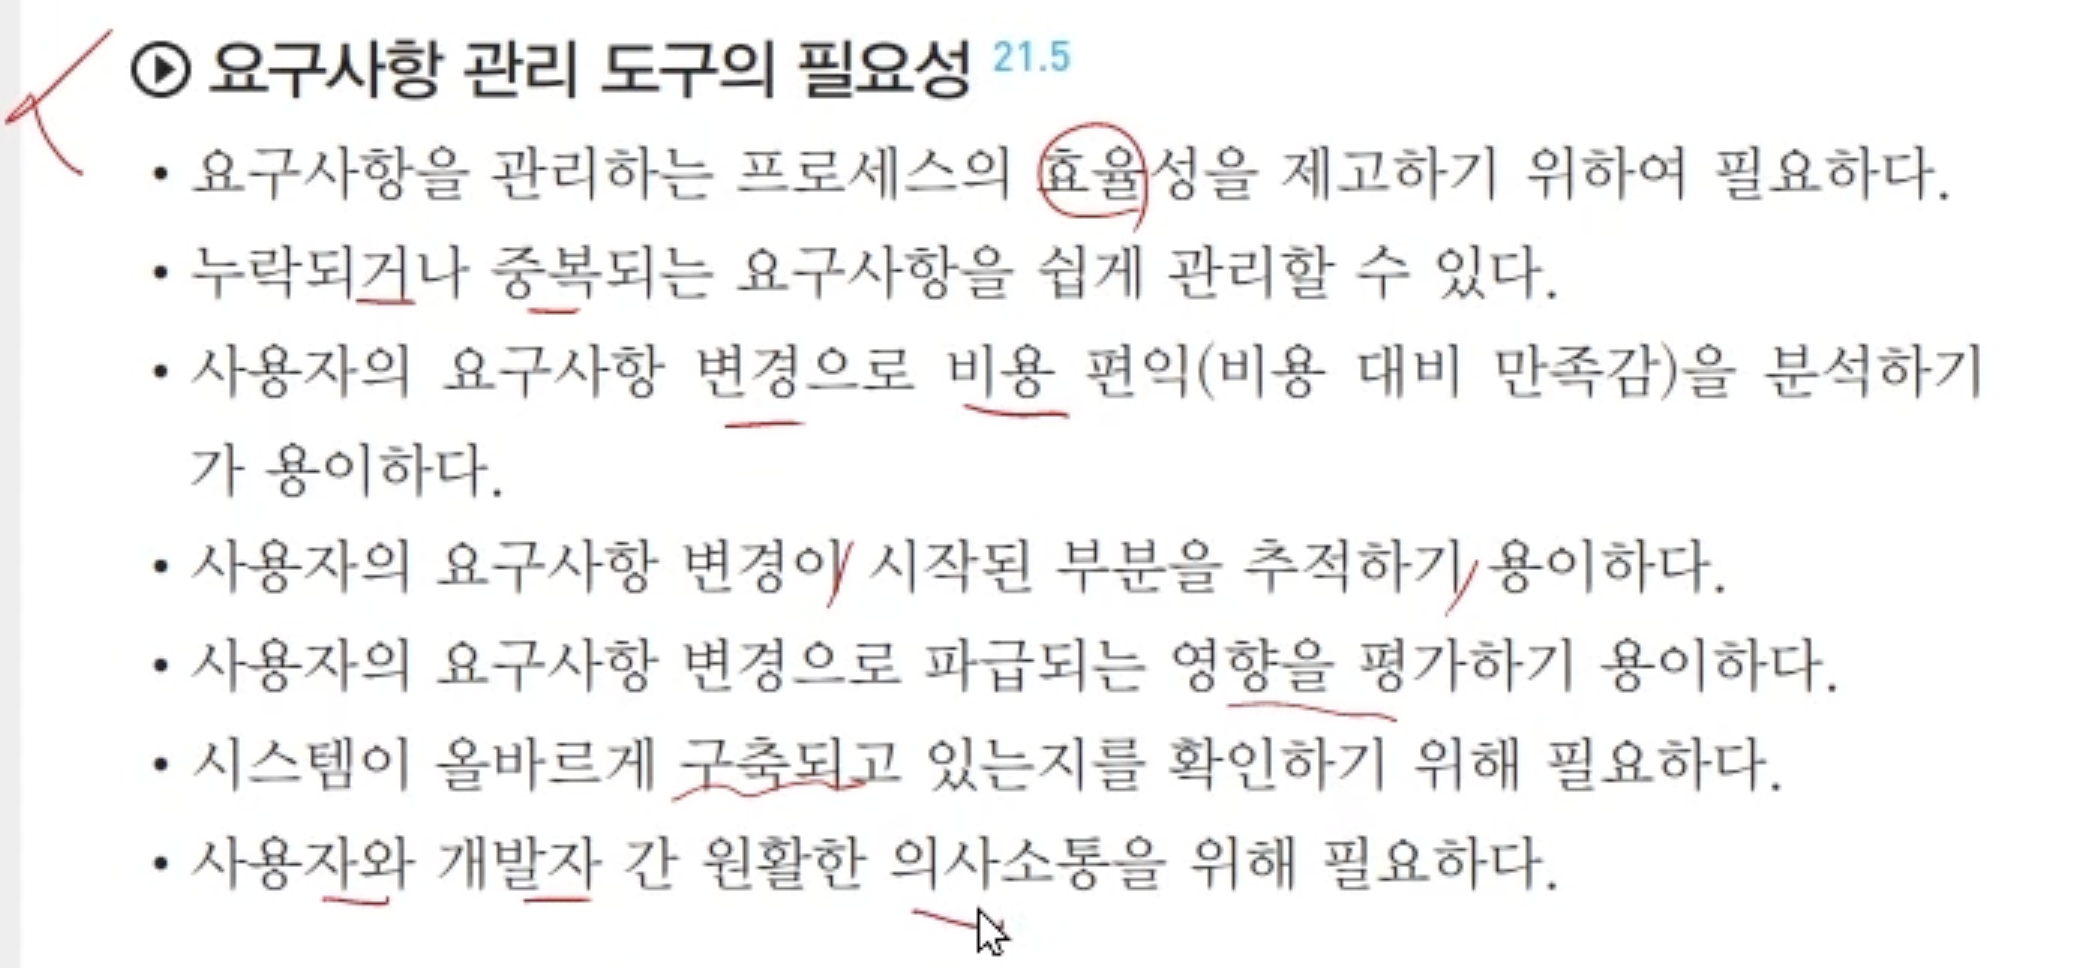 요구사항 관리 도구의 필요성 21.5
• 요구사항을 관리하는 프로세스의 효율성을 제고하기 위하여 필요하다.
• 누락되거나 중복되는 요구사항을 쉽게 관리할 수 있다.
• 사용자의 요구사항 변경으로 비용 편익(비용 대비 만족감)을 분석하기
가 용이하다.
• 사용자의 요구사항 변경이 시작된 부분을 추적하기 용이하다.
• 사용자의 요구사항 변경으로 파급되는 영향을 평가하기 용이하다.
• 시스템이 올바르게 구축되고 있는지를 확인하기 위해 필요하다.
• 사용자와 개발자 간 원활한 의사소통을 위해 필요하다.